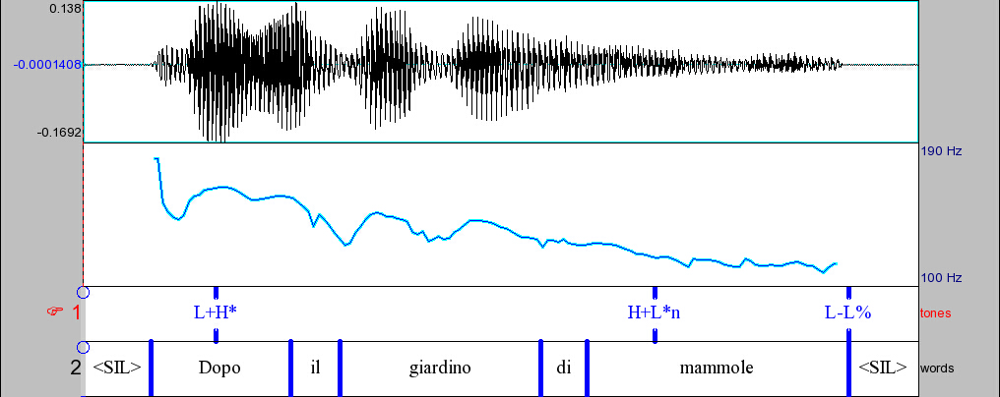 0.138
-0.0001408
-0.1692
190 Hz
100 Hz
☞ 1 L+H* H+L*n L-L% tones
2 <SIL> Dopo il giardino di mammole <SIL> words